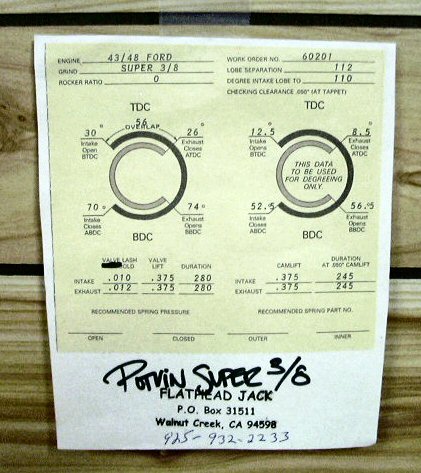 ENGINE 43/48 FORD WORK ORDER NO. 60201
GRIND SUPER 3/8 LOBE SEPARATION 112
ROCKER RATIO 0 DEGREE INTAKE LOBE TO 110
CHECKING CLEARANCE .050" (AT TAPPET)
TDC TDC
56
OVERLAP
30° 26° 12.5° 8.5°
Intake Opens BTDC
Exhaust Closes ATDC
Intake Opens BTDC
Exhaust Closes ATDC
THIS DATA
TO BE USED
FOR DEGREEING
ONLY.
70° 74° 52.5° 56.5°
Intake Closes ABDC
Exhaust Opens BBDC
Intake Closes ABDC
Exhaust Opens BBDC
BDC BDC
VALVE LASH VALVE LIFT DURATION CAMLIFT DURATION AT .050" CAMLIFT
INTAKE .010 .375 280 INTAKE .375 245
EXHAUST .012 .375 280 EXHAUST .375 245
RECOMMENDED SPRING PRESSURE RECOMMENDED SPRING PART NO.
OPEN CLOSED OUTER INNER
POTVIN SUPER 3/8
FLATHEAD JACK
P.O. Box 31511
Walnut Creek, CA 94598
925-932-2233